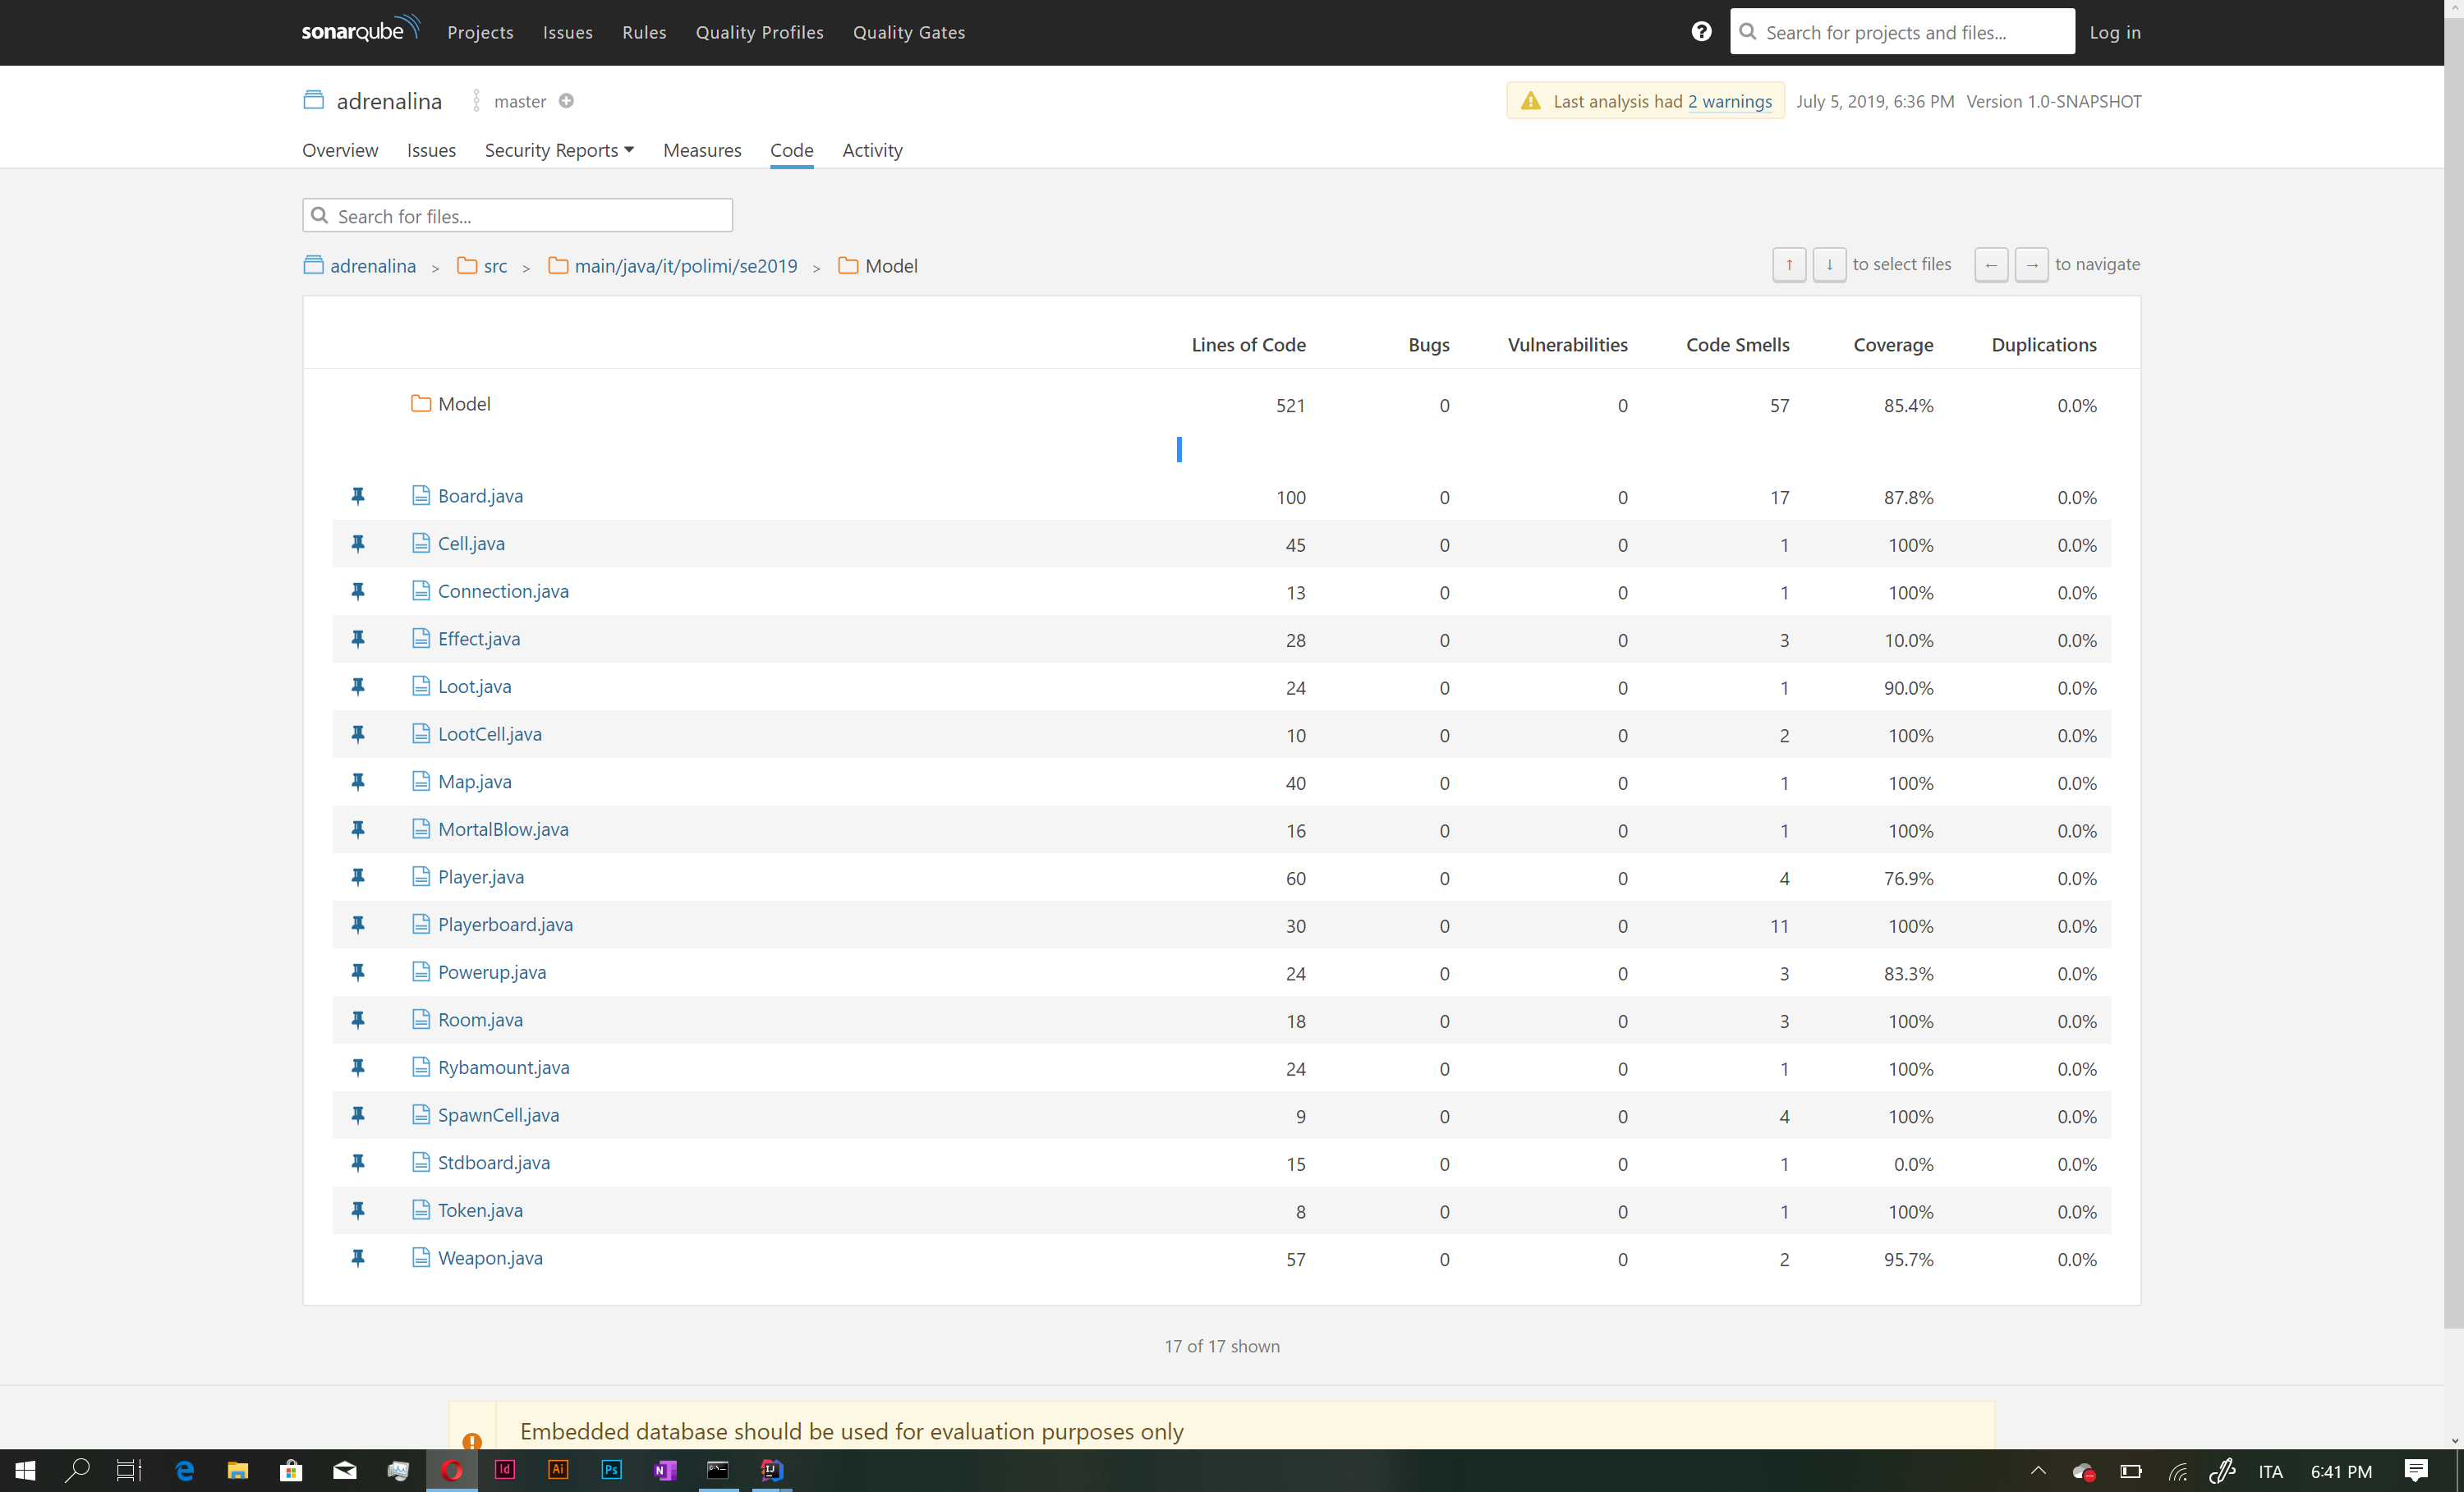 sonarqube Projects Issues Rules Quality Profiles Quality Gates ? Search for projects and files... Log in
adrenalina master Last analysis had 2 warnings July 5, 2019, 6:36 PM Version 1.0-SNAPSHOT
Overview Issues Security Reports Measures Code Activity
Search for files...
adrenalina > src > main/java/it/polimi/se2019 > Model ↑ ↓ to select files ← → to navigate
Lines of Code Bugs Vulnerabilities Code Smells Coverage Duplications
Model 521 0 0 57 85.4% 0.0%
Board.java 100 0 0 17 87.8% 0.0%
Cell.java 45 0 0 1 100% 0.0%
Connection.java 13 0 0 1 100% 0.0%
Effect.java 28 0 0 3 10.0% 0.0%
Loot.java 24 0 0 1 90.0% 0.0%
LootCell.java 10 0 0 2 100% 0.0%
Map.java 40 0 0 1 100% 0.0%
MortalBlow.java 16 0 0 1 100% 0.0%
Player.java 60 0 0 4 76.9% 0.0%
Playerboard.java 30 0 0 11 100% 0.0%
Powerup.java 24 0 0 3 83.3% 0.0%
Room.java 18 0 0 3 100% 0.0%
Rybamount.java 24 0 0 1 100% 0.0%
SpawnCell.java 9 0 0 4 100% 0.0%
Stdboard.java 15 0 0 1 0.0% 0.0%
Token.java 8 0 0 1 100% 0.0%
Weapon.java 57 0 0 2 95.7% 0.0%
17 of 17 shown
Embedded database should be used for evaluation purposes only
Id Ai Ps N IJ ITA 6:41 PM